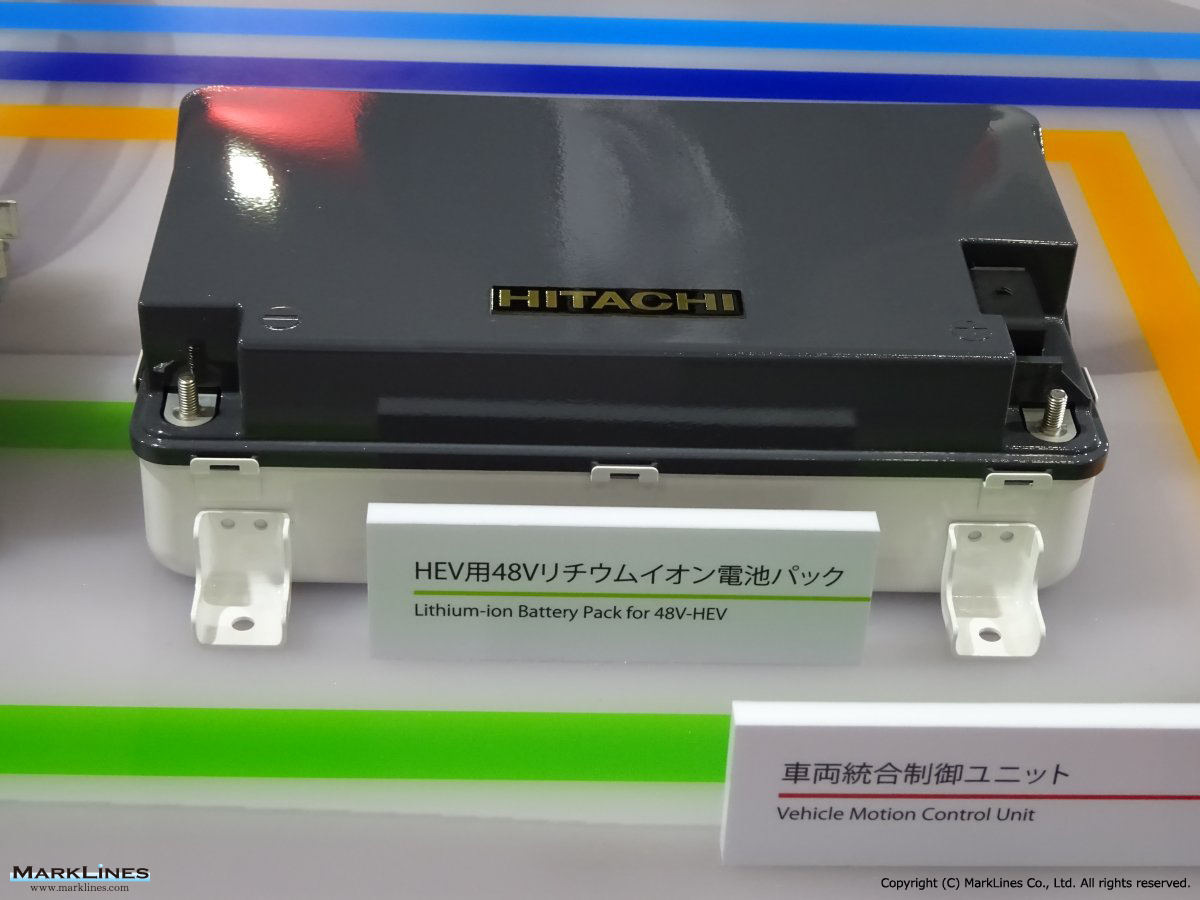 HITACHI
HEV用48Vリチウムイオン電池パック
Lithium-ion Battery Pack for 48V-HEV
車両統合制御ユニット
Vehicle Motion Control Unit
MARKLINES
www.marklines.com
Copyright (C) MarkLines Co., Ltd. All rights reserved.